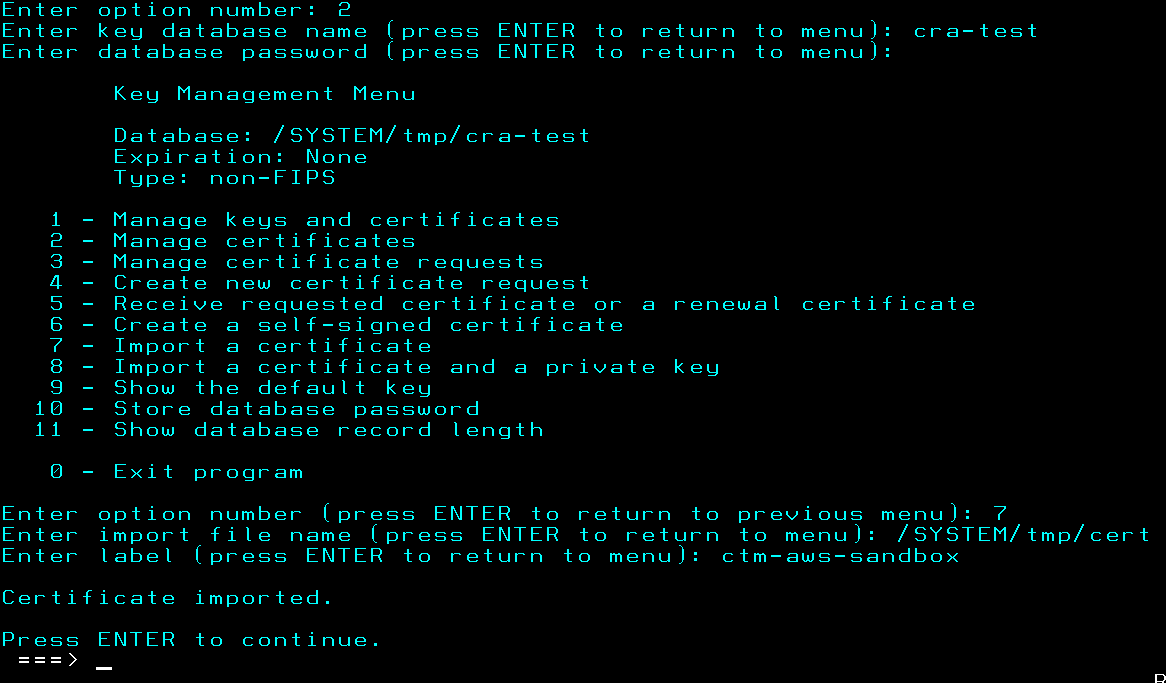 Enter option number: 2
Enter key database name (press ENTER to return to menu): cra-test
Enter database password (press ENTER to return to menu):
Key Management Menu
Database: /SYSTEM/tmp/cra-test
Expiration: None
Type: non-FIPS
1 - Manage keys and certificates
2 - Manage certificates
3 - Manage certificate requests
4 - Create new certificate request
5 - Receive requested certificate or a renewal certificate
6 - Create a self-signed certificate
7 - Import a certificate
8 - Import a certificate and a private key
9 - Show the default key
10 - Store database password
11 - Show database record length
0 - Exit program
Enter option number (press ENTER to return to previous menu): 7
Enter import file name (press ENTER to return to menu): /SYSTEM/tmp/cert
Enter label (press ENTER to return to menu): ctm-aws-sandbox
Certificate imported.
Press ENTER to continue.
===> _